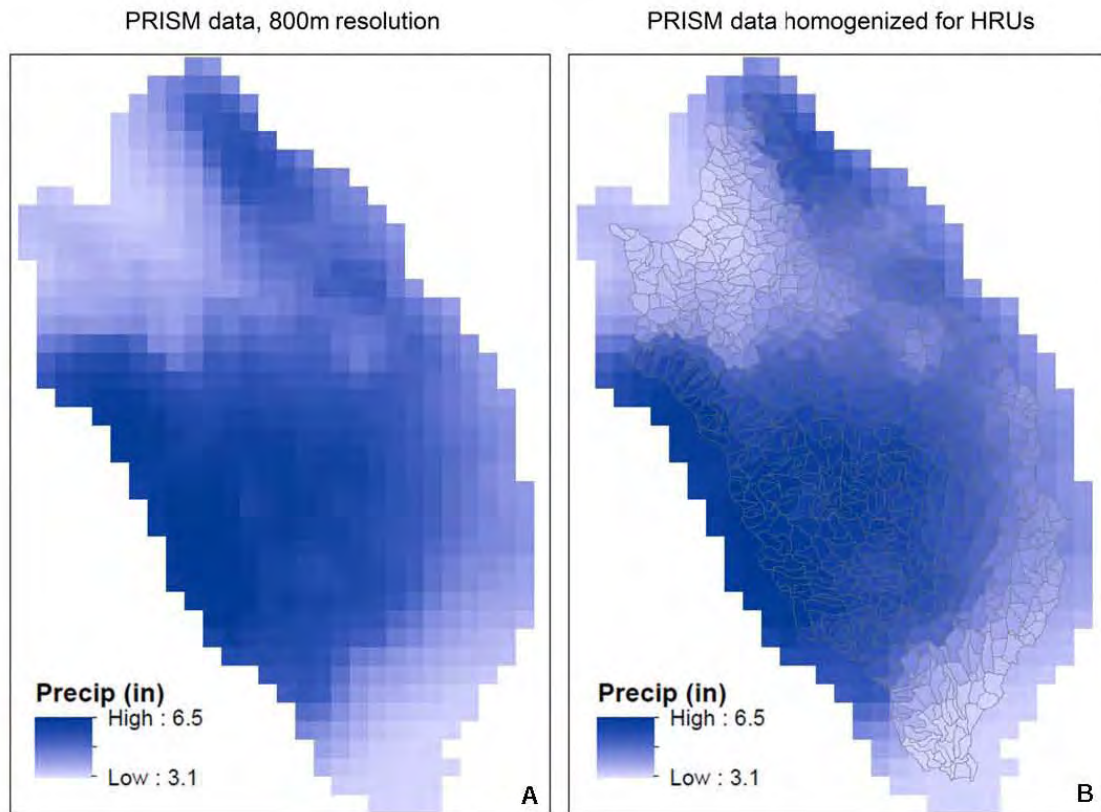 PRISM data, 800m resolution
PRISM data homogenized for HRUs
Precip (in)
High : 6.5
Low : 3.1
A
Precip (in)
High : 6.5
Low : 3.1
B